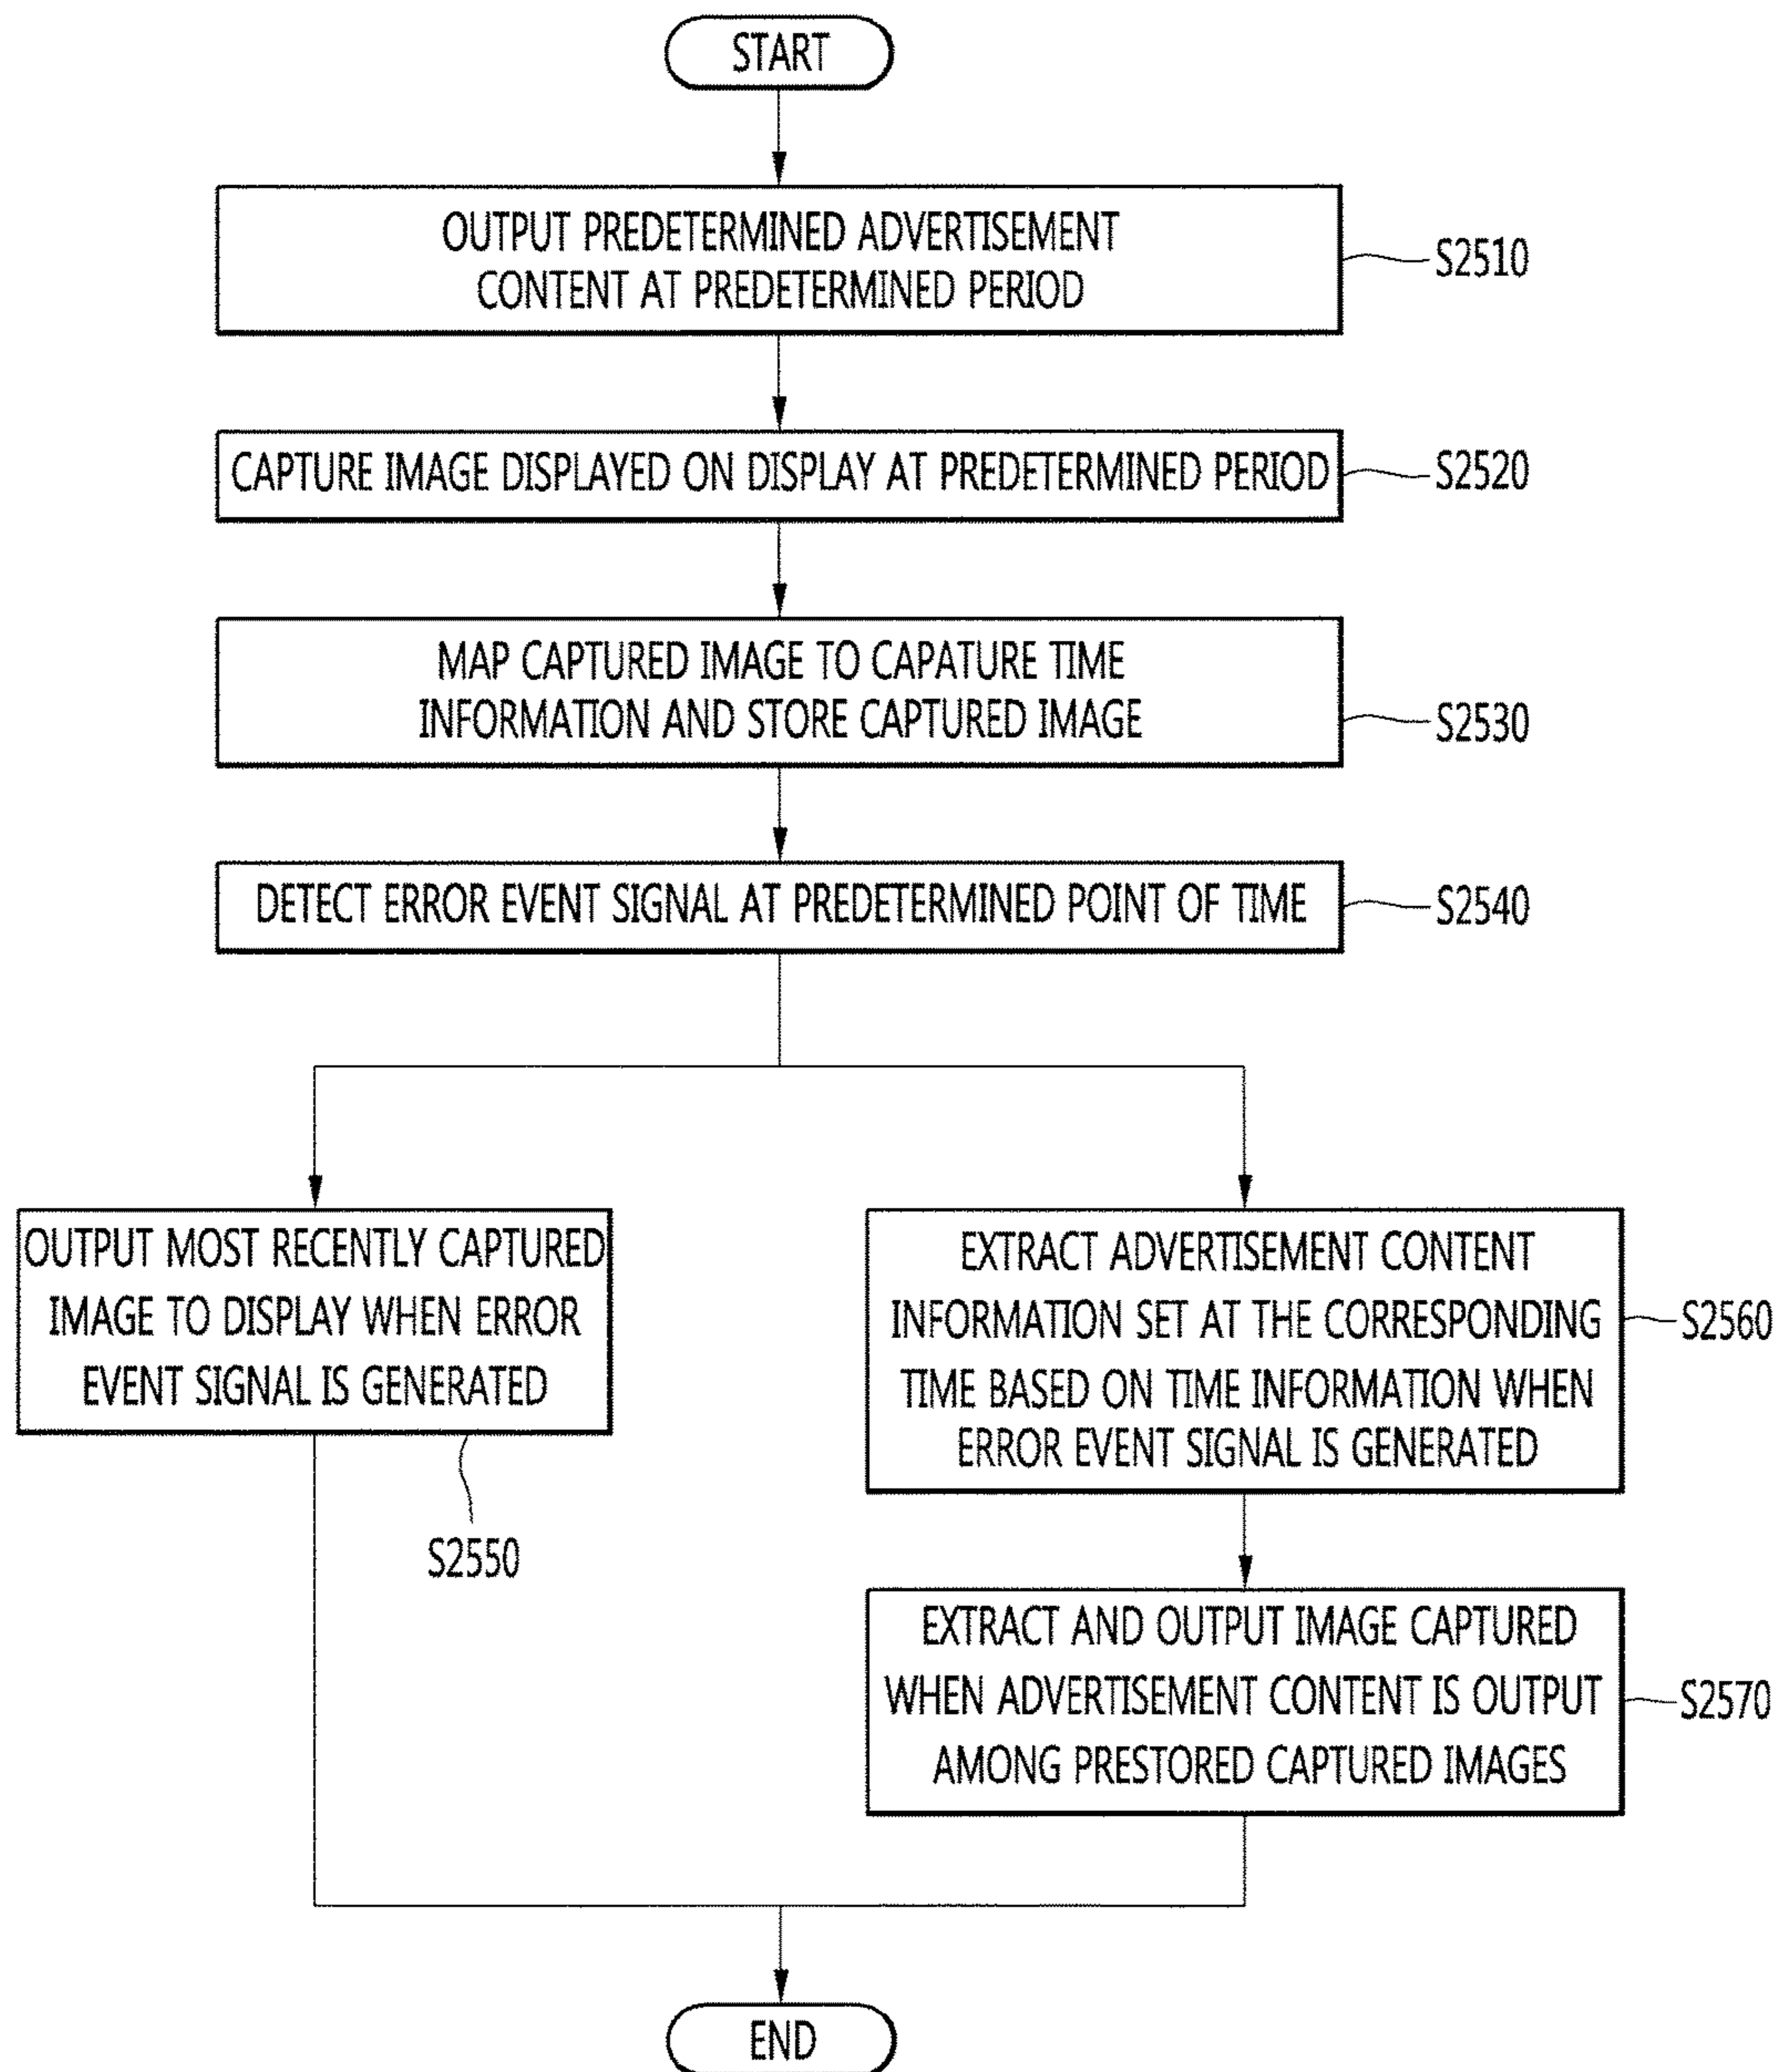 START
OUTPUT PREDETERMINED ADVERTISEMENT
CONTENT AT PREDETERMINED PERIOD
S2510
CAPTURE IMAGE DISPLAYED ON DISPLAY AT PREDETERMINED PERIOD
S2520
MAP CAPTURED IMAGE TO CAPATURE TIME
INFORMATION AND STORE CAPTURED IMAGE
S2530
DETECT ERROR EVENT SIGNAL AT PREDETERMINED POINT OF TIME
S2540
OUTPUT MOST RECENTLY CAPTURED
IMAGE TO DISPLAY WHEN ERROR
EVENT SIGNAL IS GENERATED
S2550
EXTRACT ADVERTISEMENT CONTENT
INFORMATION SET AT THE CORRESPONDING
TIME BASED ON TIME INFORMATION WHEN
ERROR EVENT SIGNAL IS GENERATED
S2560
EXTRACT AND OUTPUT IMAGE CAPTURED
WHEN ADVERTISEMENT CONTENT IS OUTPUT
AMONG PRESTORED CAPTURED IMAGES
S2570
END